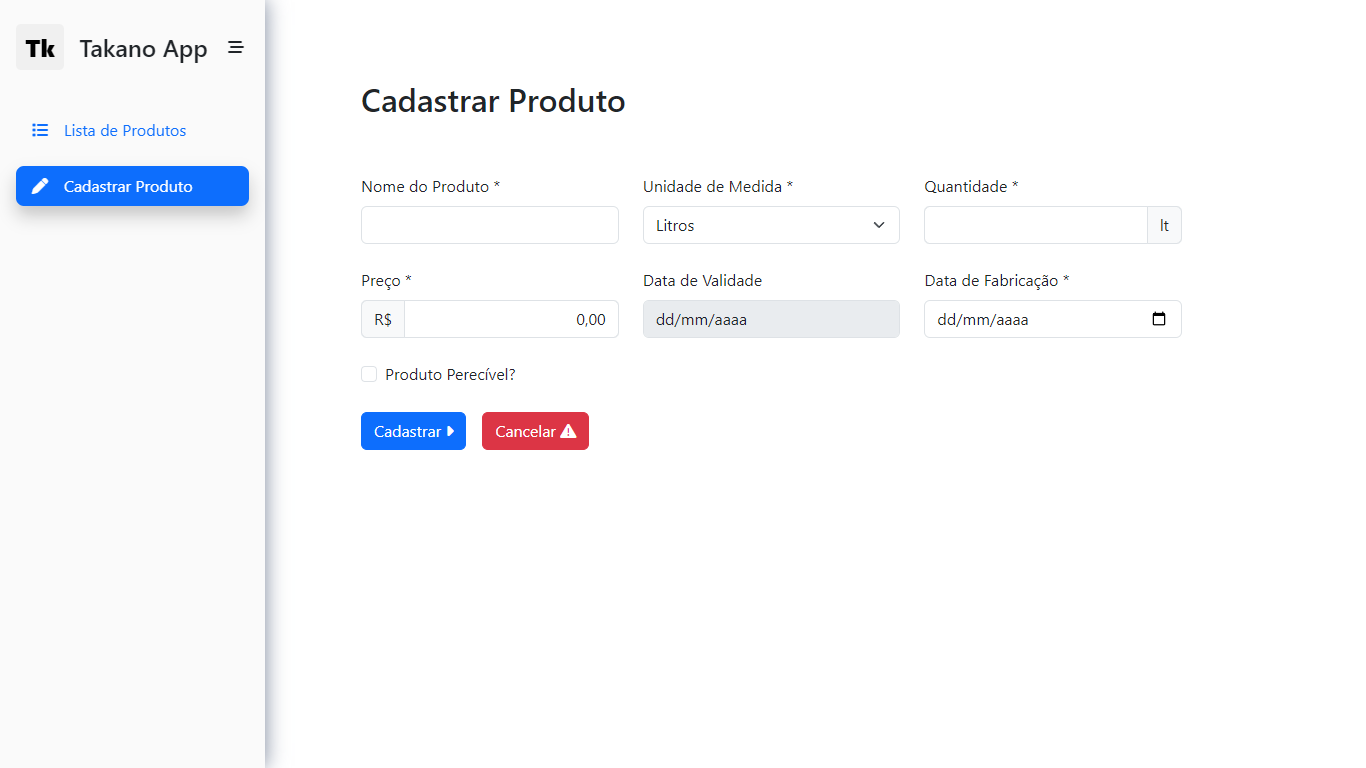 Tk Takano App
Lista de Produtos
Cadastrar Produto
Cadastrar Produto
Nome do Produto * Unidade de Medida * Quantidade *
Litros lt
Preço * Data de Validade Data de Fabricação *
R$ 0,00 dd/mm/aaaa dd/mm/aaaa
Produto Perecível?
Cadastrar Cancelar